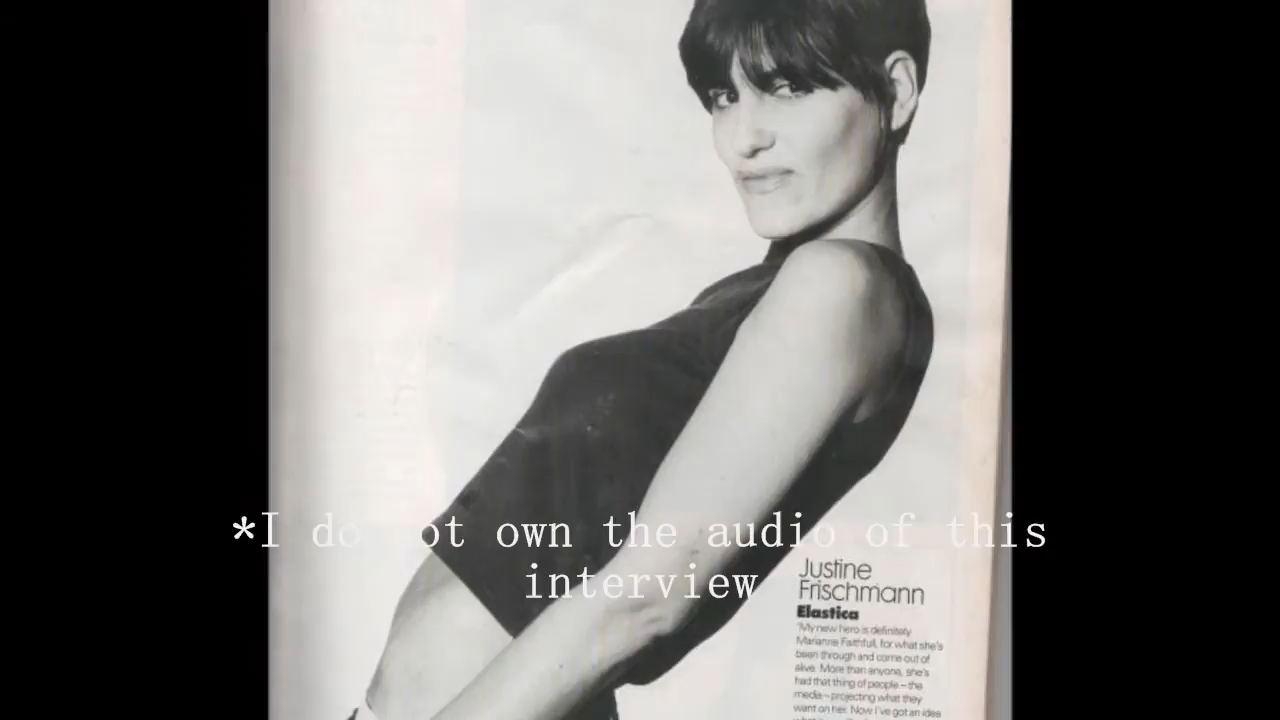 *I do not own the audio of this
interview
Justine
Frischmann
Elastica
'My new hero is definitely
Marianne Faithfull, for what she's
been through and come out of
alive. More than anyone, she's
had that thing of people – the
media – projecting what they
want on her. Now I've got an idea